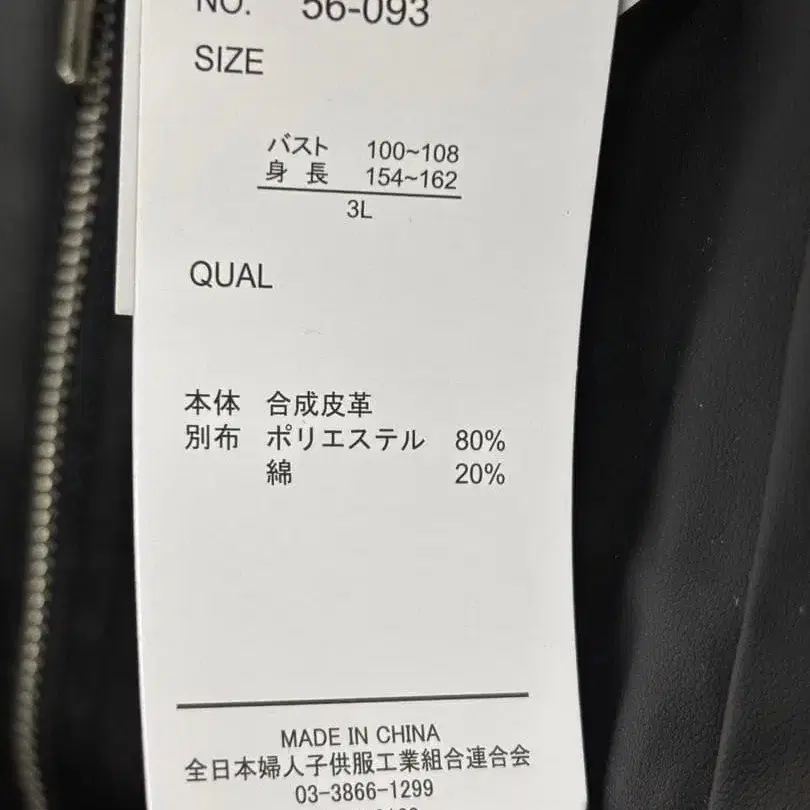 NO. 56-093
SIZE
バスト 100~108
身長 154~162
3L
QUAL
本体 合成皮革
別布 ポリエステル 80%
綿 20%
MADE IN CHINA
全日本婦人子供服工業組合連合会
03-3866-1299